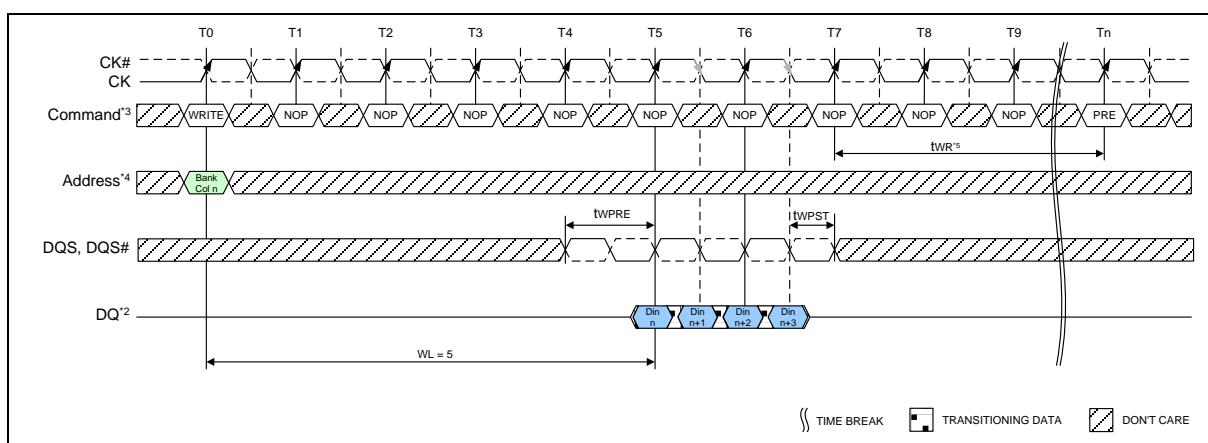 T0 T1 T2 T3 T4 T5 T6 T7 T8 T9 Tn
CK#
CK
Command*3 WRITE NOP NOP NOP NOP NOP NOP NOP NOP NOP PRE
tWR*5
Address*4 Bank Col n
tWPRE tWPST
DQS, DQS#
DQ*2 Din n Din n+1 Din n+2 Din n+3
WL = 5
TIME BREAK TRANSITIONING DATA DON'T CARE